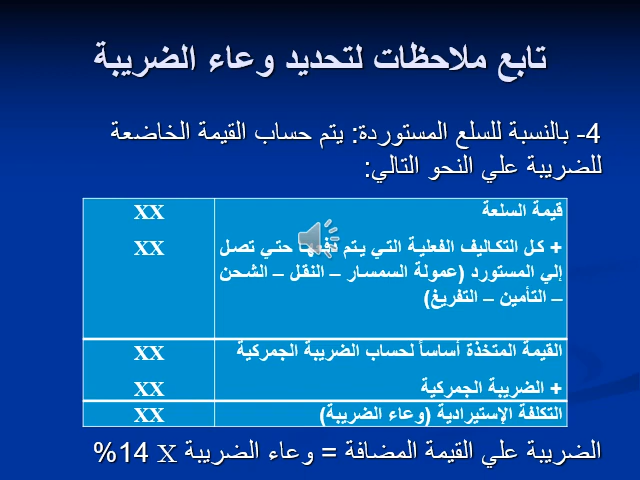 تابع ملاحظات لتحديد وعاء الضريبة
4- بالنسبة للسلع المستوردة: يتم حساب القيمة الخاضعة
للضريبة علي النحو التالي:
قيمة السلعة XX
+ كل التكاليف الفعلية التي يتم دفعها حتي تصل XX
إلي المستورد (عمولة السمسار – النقل – الشحن
– التأمين – التفريغ)
القيمة المتخذة أساساً لحساب الضريبة الجمركية XX
+ الضريبة الجمركية XX
التكلفة الإستيرادية (وعاء الضريبة) XX
الضريبة علي القيمة المضافة = وعاء الضريبة X 14%